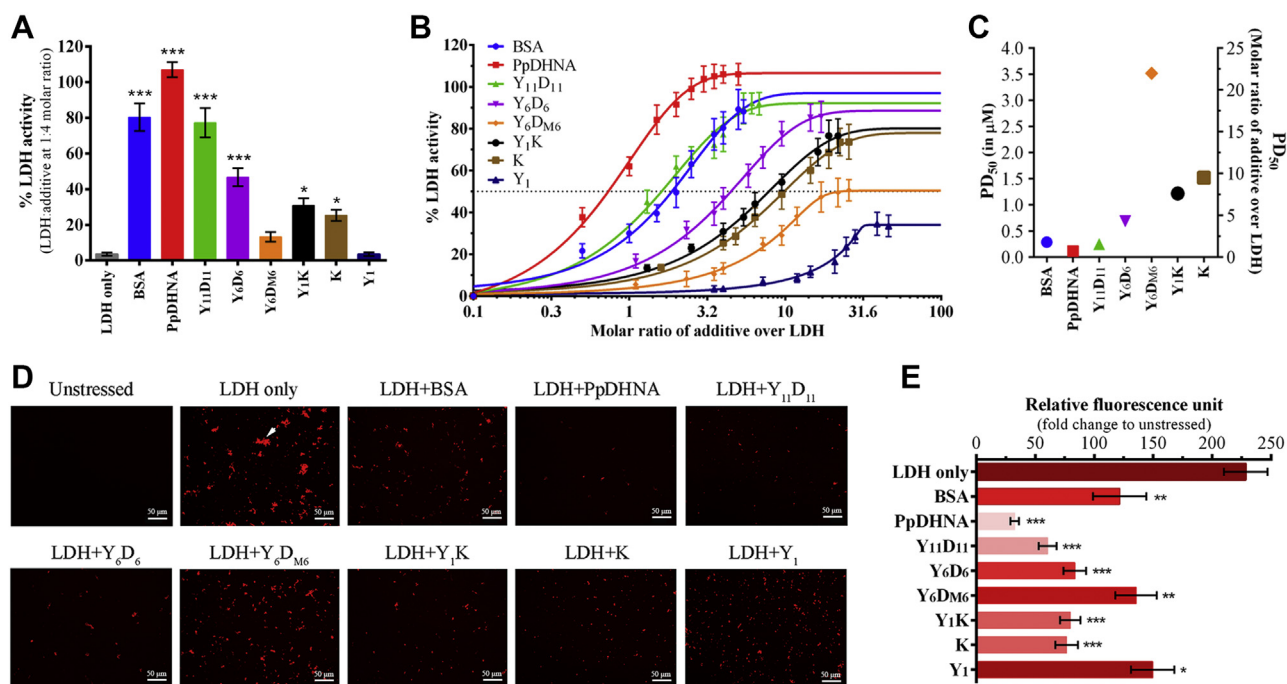 A
% LDH activity
(LDH:additive at 1:4 molar ratio)
120
100
80
60
40
20
0
***
***
***
***
*
*
LDH only
BSA
PpDHNA
Y11D11
Y6D6
Y6DM6
Y1K
K
Y1
B
% LDH activity
120
100
80
60
40
20
0
BSA
PpDHNA
Y11D11
Y6D6
Y6DM6
Y1K
K
Y1
0.1
0.3
1
3.2
10
31.6
100
Molar ratio of additive over LDH
C
PD50 (in µM)
4.0
3.5
3.0
2.5
2.0
1.5
1.0
0.5
0.0
25
20
15
10
5
0
PD50
(Molar ratio of additive over LDH)
BSA
PpDHNA
Y11D11
Y6D6
Y6DM6
Y1K
K
D
Unstressed
LDH only
LDH+BSA
LDH+PpDHNA
LDH+Y11D11
50 µm
50 µm
50 µm
50 µm
50 µm
LDH+Y6D6
LDH+Y6DM6
LDH+Y1K
LDH+K
LDH+Y1
50 µm
50 µm
50 µm
50 µm
50 µm
E
Relative fluorescence unit
(fold change to unstressed)
0
50
100
150
200
250
LDH only
BSA
**
PpDHNA
***
Y11D11
***
Y6D6
***
Y6DM6
**
Y1K
***
K
***
Y1
*